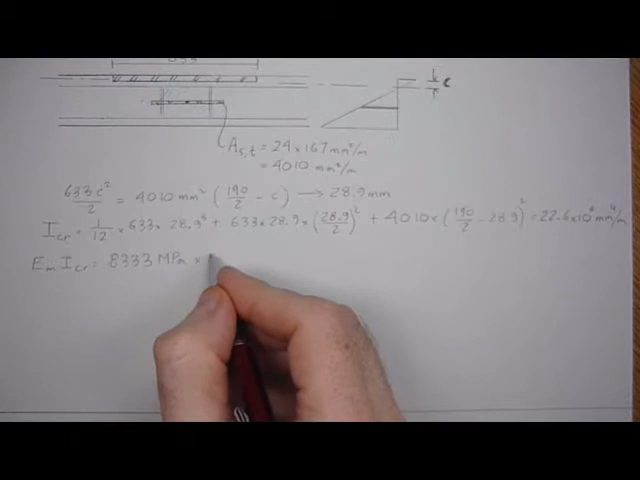 633
c
A s,t = 24 × 167 mm²/m
= 4010 mm²/m
633 c²/2 = 4010 mm² (190/2 - c) → 28.9 mm
I cr = 1/12 × 633 × 28.9³ + 633 × 28.9 × (28.9/2)² + 4010 × (190/2 - 28.9)² = 22.6 × 10⁶ mm⁴/m
E m I cr = 8333 MPa ×